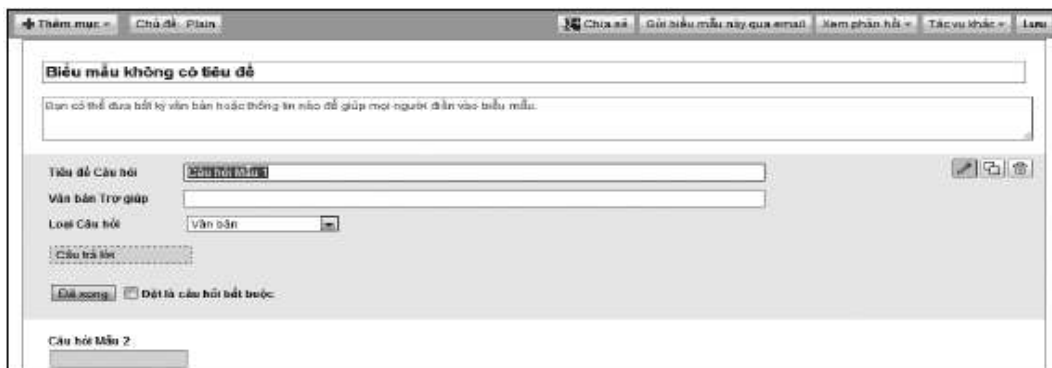 Thêm mục Chủ đề: Plain Chia sẻ Gửi biểu mẫu này qua email Xem phản hồi Tác vụ khác Lưu
Biểu mẫu không có tiêu đề
Bạn có thể đưa bất kỳ văn bản hoặc thông tin nào để giúp mọi người điền vào biểu mẫu.
Tiêu đề Câu hỏi Câu hỏi Mẫu 1
Văn bản Trợ giúp
Loại Câu hỏi Văn bản
Câu trả lời
Đã xong Đặt là câu hỏi bắt buộc
Câu hỏi Mẫu 2